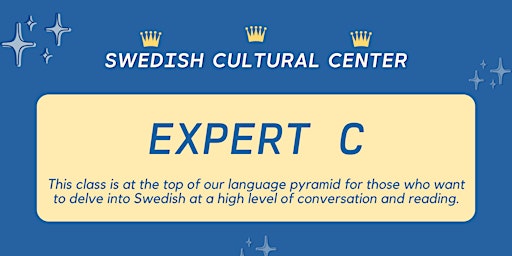 SWEDISH CULTURAL CENTER
EXPERT C
This class is at the top of our language pyramid for those who want
to delve into Swedish at a high level of conversation and reading.